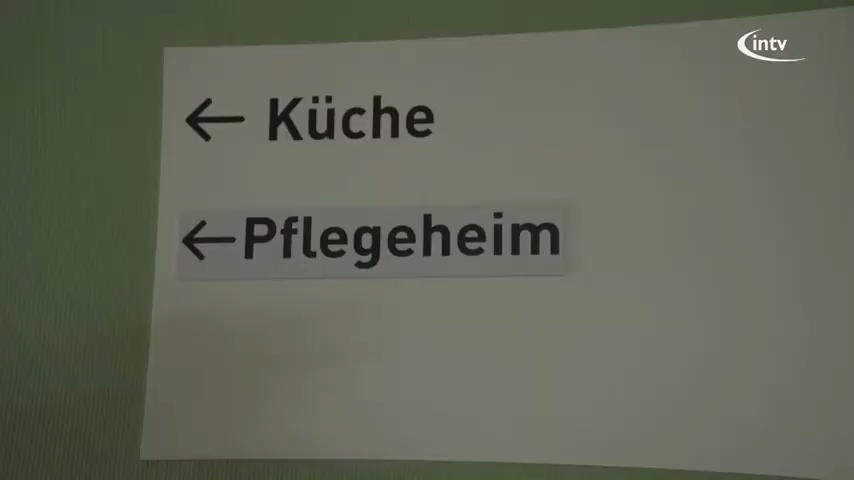 intv
← Küche
← Pflegeheim